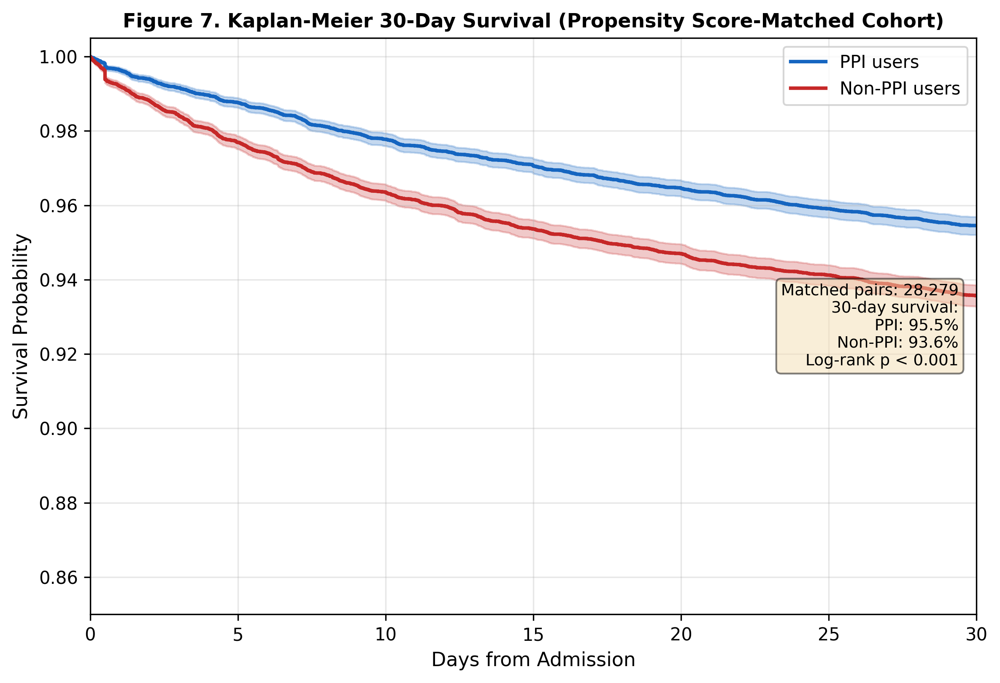 Figure 7. Kaplan-Meier 30-Day Survival (Propensity Score-Matched Cohort)
PPI users
Non-PPI users
Survival Probability
1.00
0.98
0.96
0.94
0.92
0.90
0.88
0.86
Matched pairs: 28,279
30-day survival:
PPI: 95.5%
Non-PPI: 93.6%
Log-rank p < 0.001
0 5 10 15 20 25 30
Days from Admission